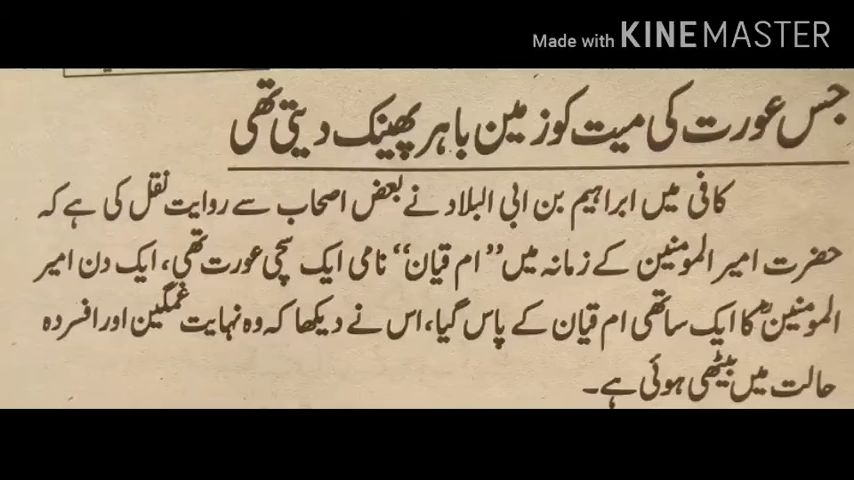 Made with KINEMASTER
جس عورت کی میت کو زمین باہر پھینک دیتی تھی
کافی میں ابراہیم بن ابی البلاد نے بعض اصحاب سے روایت نقل کی ہے کہ
حضرت امیر المومنین کے زمانہ میں ”ام قیان“ نامی ایک سچی عورت تھی، ایک دن امیر
المومنینؑ کا ایک ساتھی ام قیان کے پاس گیا، اس نے دیکھا کہ وہ نہایت غمگین اور افسردہ
حالت میں بیٹھی ہوئی ہے۔